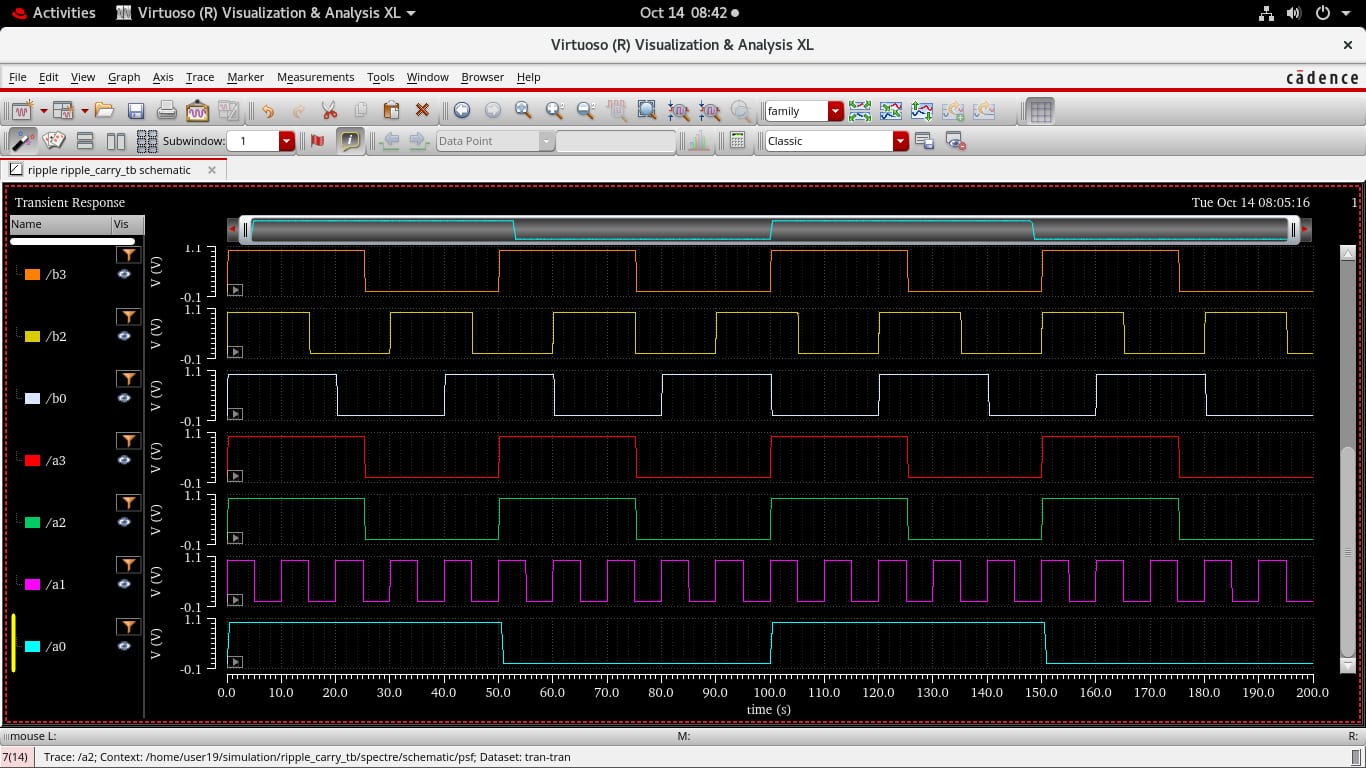 Activities Virtuoso (R) Visualization & Analysis XL Oct 14 08:42
Virtuoso (R) Visualization & Analysis XL
File Edit View Graph Axis Trace Marker Measurements Tools Window Browser Help cādence
family
Subwindow: 1 Data Point Classic
ripple ripple_carry_tb schematic
Transient Response Tue Oct 14 08:05:16 1
Name Vis
/b3 V (V) 1.1 -0.1
/b2 V (V) 1.1 -0.1
/b0 V (V) 1.1 -0.1
/a3 V (V) 1.1 -0.1
/a2 V (V) 1.1 -0.1
/a1 V (V) 1.1 -0.1
/a0 V (V) 1.1 -0.1
0.0 10.0 20.0 30.0 40.0 50.0 60.0 70.0 80.0 90.0 100.0 110.0 120.0 130.0 140.0 150.0 160.0 170.0 180.0 190.0 200.0
time (s)
mouse L: M: R:
7(14) Trace: /a2; Context: /home/user19/simulation/ripple_carry_tb/spectre/schematic/psf; Dataset: tran-tran